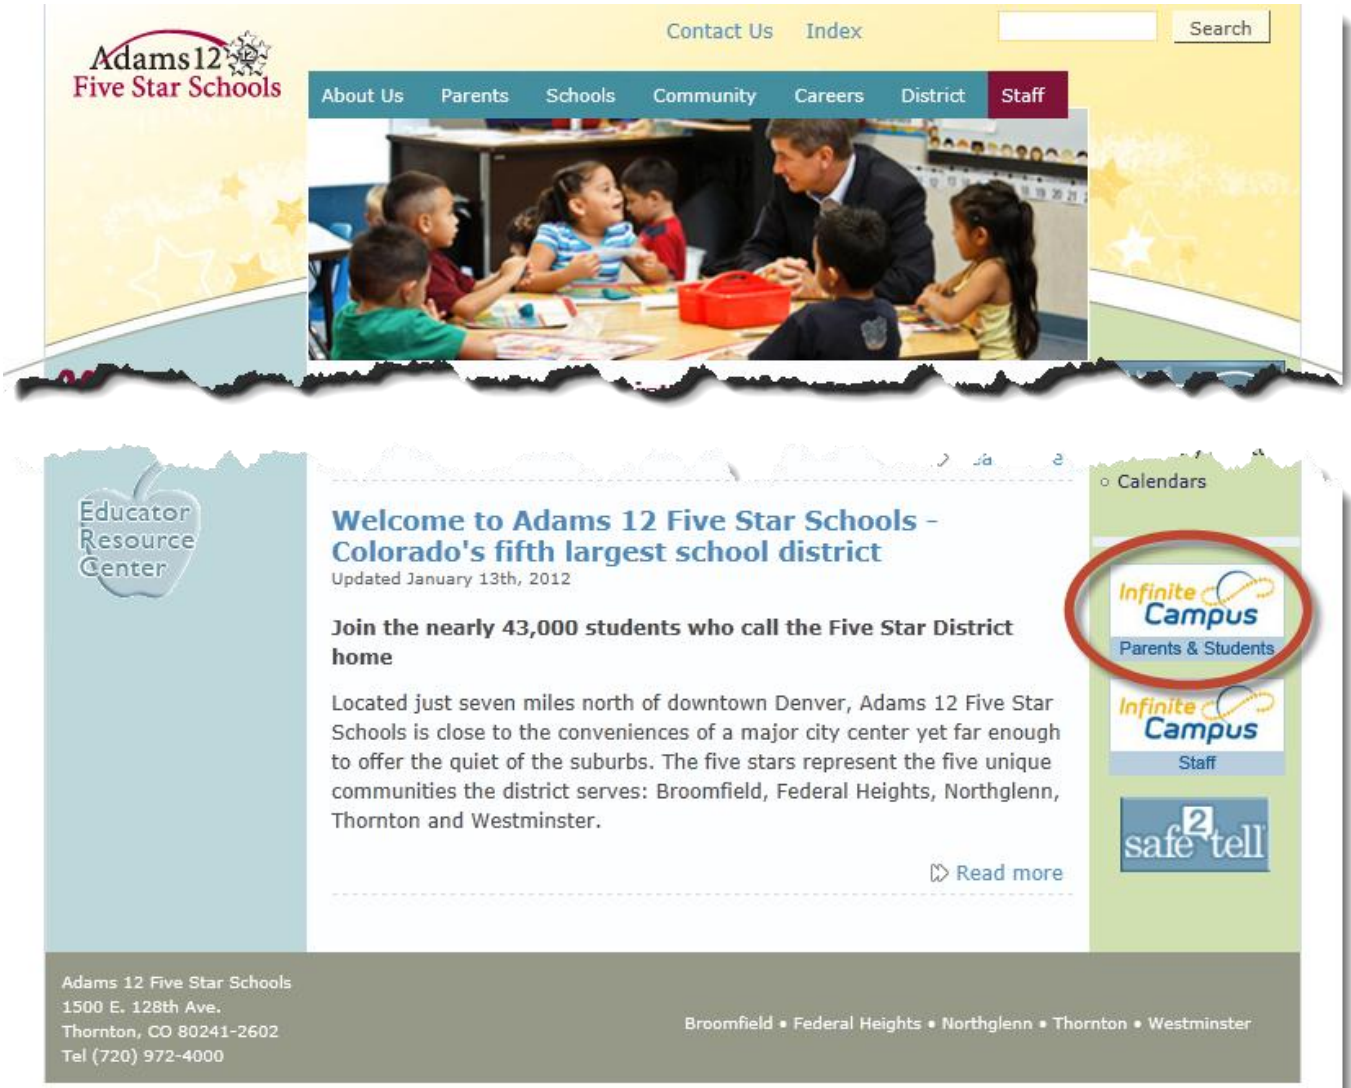 Contact Us Index Search
Adams12
Five Star Schools
About Us Parents Schools Community Careers District Staff
Calendars
Educator
Resource
Center
Welcome to Adams 12 Five Star Schools -
Colorado's fifth largest school district
Updated January 13th, 2012
Join the nearly 43,000 students who call the Five Star District
home
Located just seven miles north of downtown Denver, Adams 12 Five Star
Schools is close to the conveniences of a major city center yet far enough
to offer the quiet of the suburbs. The five stars represent the five unique
communities the district serves: Broomfield, Federal Heights, Northglenn,
Thornton and Westminster.
Read more
Infinite
Campus
Parents & Students
Infinite
Campus
Staff
safe2tell
Adams 12 Five Star Schools
1500 E. 128th Ave.
Thornton, CO 80241-2602
Tel (720) 972-4000
Broomfield • Federal Heights • Northglenn • Thornton • Westminster